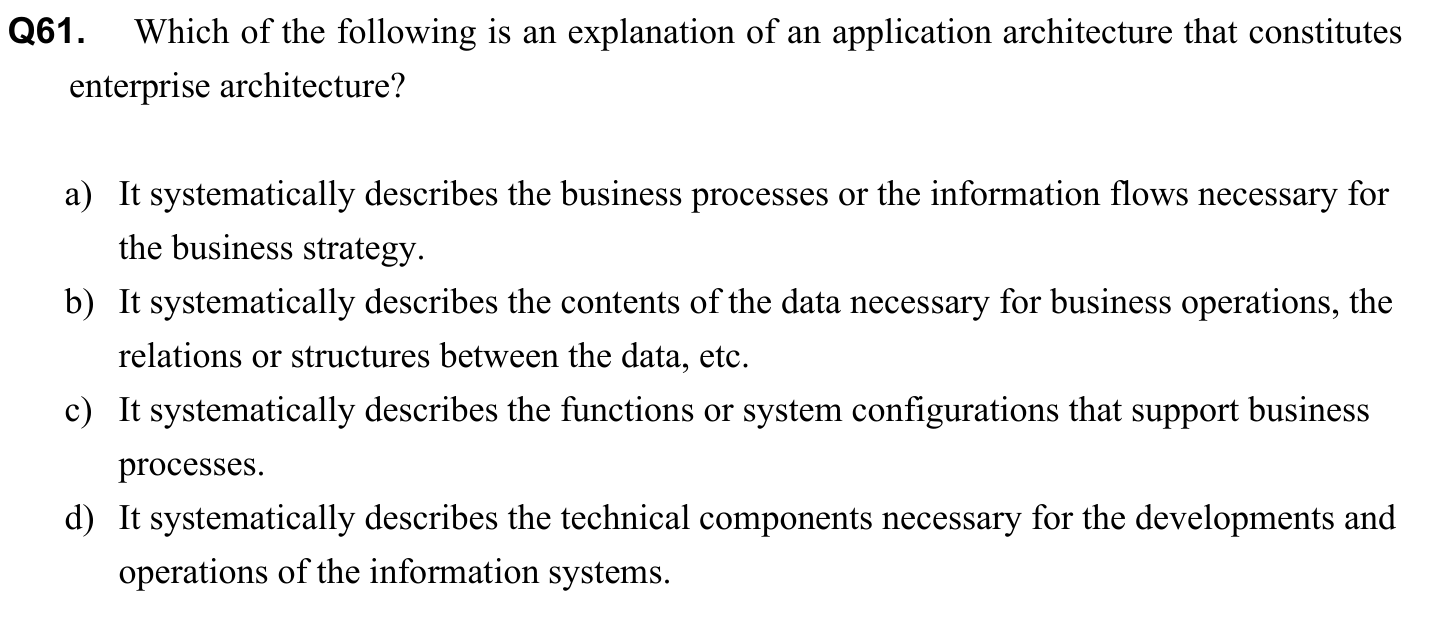 Q61. Which of the following is an explanation of an application architecture that constitutes
enterprise architecture?
a) It systematically describes the business processes or the information flows necessary for
the business strategy.
b) It systematically describes the contents of the data necessary for business operations, the
relations or structures between the data, etc.
c) It systematically describes the functions or system configurations that support business
processes.
d) It systematically describes the technical components necessary for the developments and
operations of the information systems.